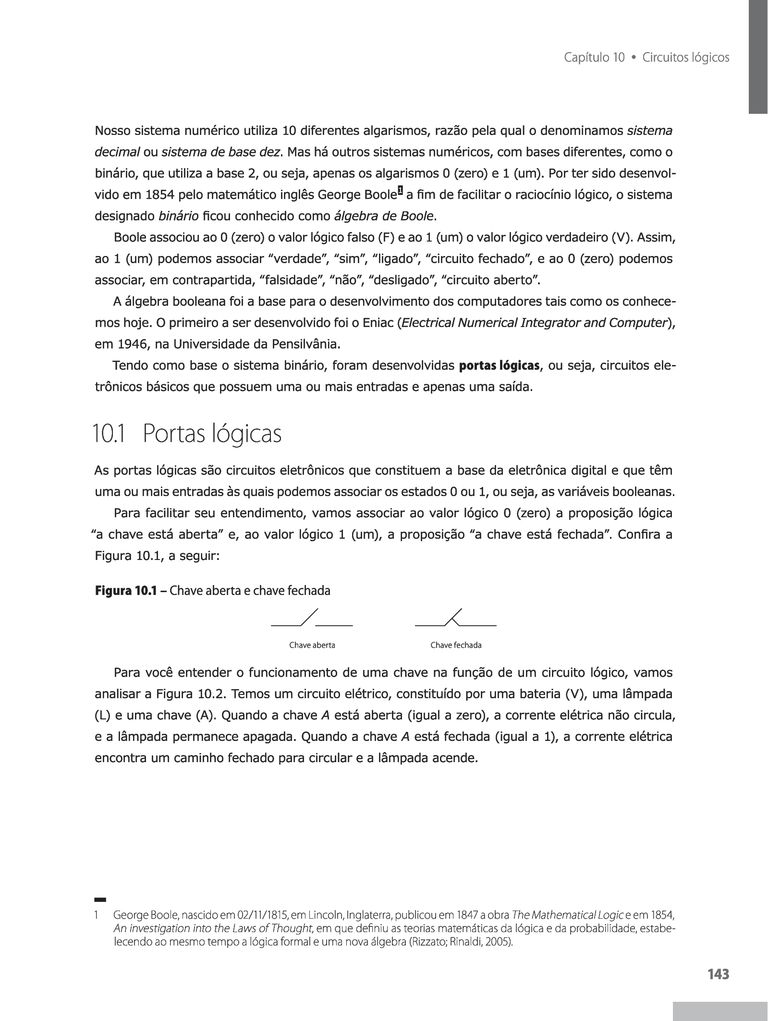 Capítulo 10 • Circuitos lógicos
Nosso sistema numérico utiliza 10 diferentes algarismos, razão pela qual o denominamos sistema
decimal ou sistema de base dez. Mas há outros sistemas numéricos, com bases diferentes, como o
binário, que utiliza a base 2, ou seja, apenas os algarismos 0 (zero) e 1 (um). Por ter sido desenvol-
vido em 1854 pelo matemático inglês George Boole1 a fim de facilitar o raciocínio lógico, o sistema
designado binário ficou conhecido como álgebra de Boole.
Boole associou ao 0 (zero) o valor lógico falso (F) e ao 1 (um) o valor lógico verdadeiro (V). Assim,
ao 1 (um) podemos associar “verdade”, “sim”, “ligado”, “circuito fechado”, e ao 0 (zero) podemos
associar, em contrapartida, “falsidade”, “não”, “desligado”, “circuito aberto”.
A álgebra booleana foi a base para o desenvolvimento dos computadores tais como os conhece-
mos hoje. O primeiro a ser desenvolvido foi o Eniac (Electrical Numerical Integrator and Computer),
em 1946, na Universidade da Pensilvânia.
Tendo como base o sistema binário, foram desenvolvidas portas lógicas, ou seja, circuitos ele-
trônicos básicos que possuem uma ou mais entradas e apenas uma saída.
10.1 Portas lógicas
As portas lógicas são circuitos eletrônicos que constituem a base da eletrônica digital e que têm
uma ou mais entradas às quais podemos associar os estados 0 ou 1, ou seja, as variáveis booleanas.
Para facilitar seu entendimento, vamos associar ao valor lógico 0 (zero) a proposição lógica
“a chave está aberta” e, ao valor lógico 1 (um), a proposição “a chave está fechada”. Confira a
Figura 10.1, a seguir:
Figura 10.1 – Chave aberta e chave fechada
Chave aberta Chave fechada
Para você entender o funcionamento de uma chave na função de um circuito lógico, vamos
analisar a Figura 10.2. Temos um circuito elétrico, constituído por uma bateria (V), uma lâmpada
(L) e uma chave (A). Quando a chave A está aberta (igual a zero), a corrente elétrica não circula,
e a lâmpada permanece apagada. Quando a chave A está fechada (igual a 1), a corrente elétrica
encontra um caminho fechado para circular e a lâmpada acende.
1 George Boole, nascido em 02/11/1815, em Lincoln, Inglaterra, publicou em 1847 a obra The Mathematical Logic e em 1854,
An investigation into the Laws of Thought, em que definiu as teorias matemáticas da lógica e da probabilidade, estabe-
lecendo ao mesmo tempo a lógica formal e uma nova álgebra (Rizzato; Rinaldi, 2005).
143